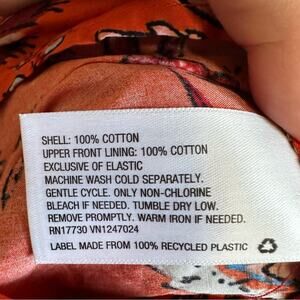 SHELL: 100% COTTON
UPPER FRONT LINING: 100% COTTON
EXCLUSIVE OF ELASTIC
MACHINE WASH COLD SEPARATELY.
GENTLE CYCLE. ONLY NON-CHLORINE
BLEACH IF NEEDED. TUMBLE DRY LOW.
REMOVE PROMPTLY. WARM IRON IF NEEDED.
RN17730 VN1247024
LABEL MADE FROM 100% RECYCLED PLASTIC